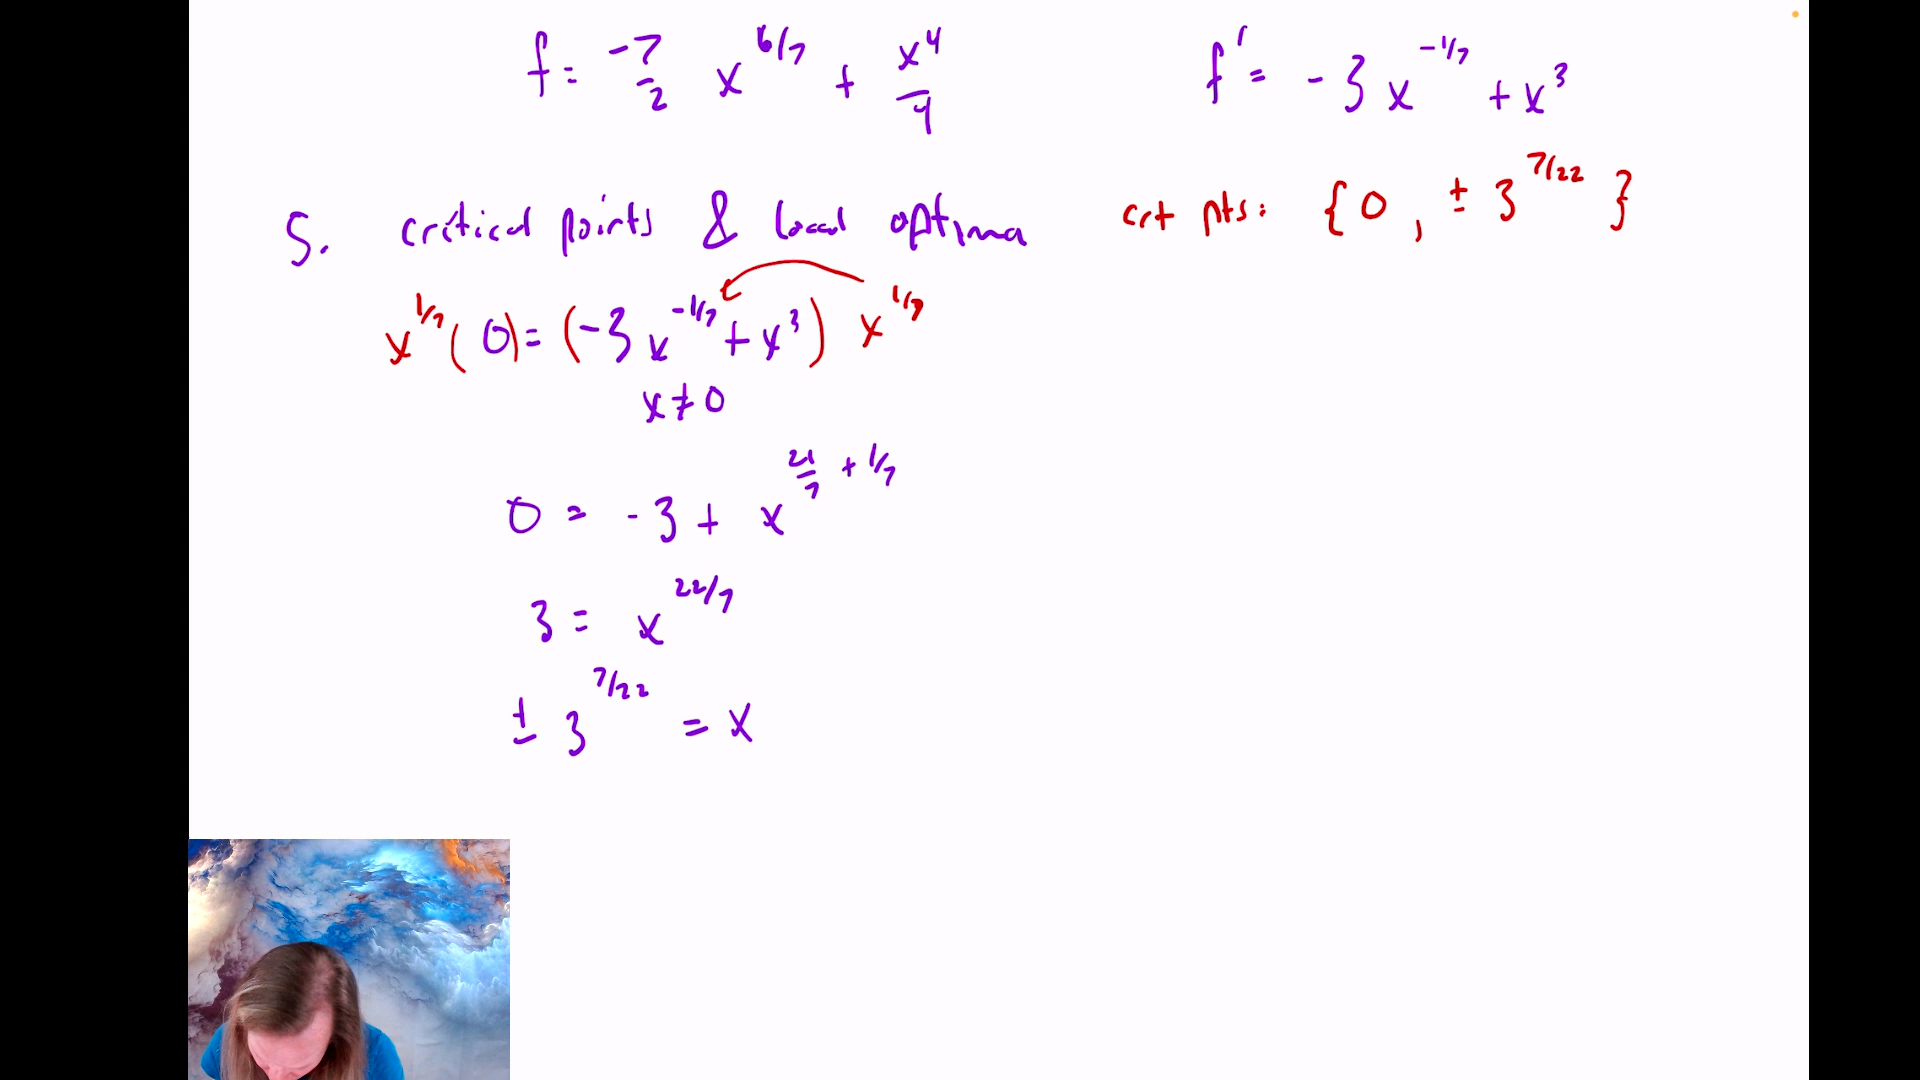 f = -7/2 x^{6/7} + x^4/4
f' = -3x^{-1/7} + x^3
5. critical points & local optima
crt pts: {0, ± 3^{7/22}}
x^{1/7}(0) = (-3x^{-1/7} + x^3) x^{1/7}
x ≠ 0
0 = -3 + x^{21/7 + 1/7}
3 = x^{22/7}
± 3^{7/22} = x